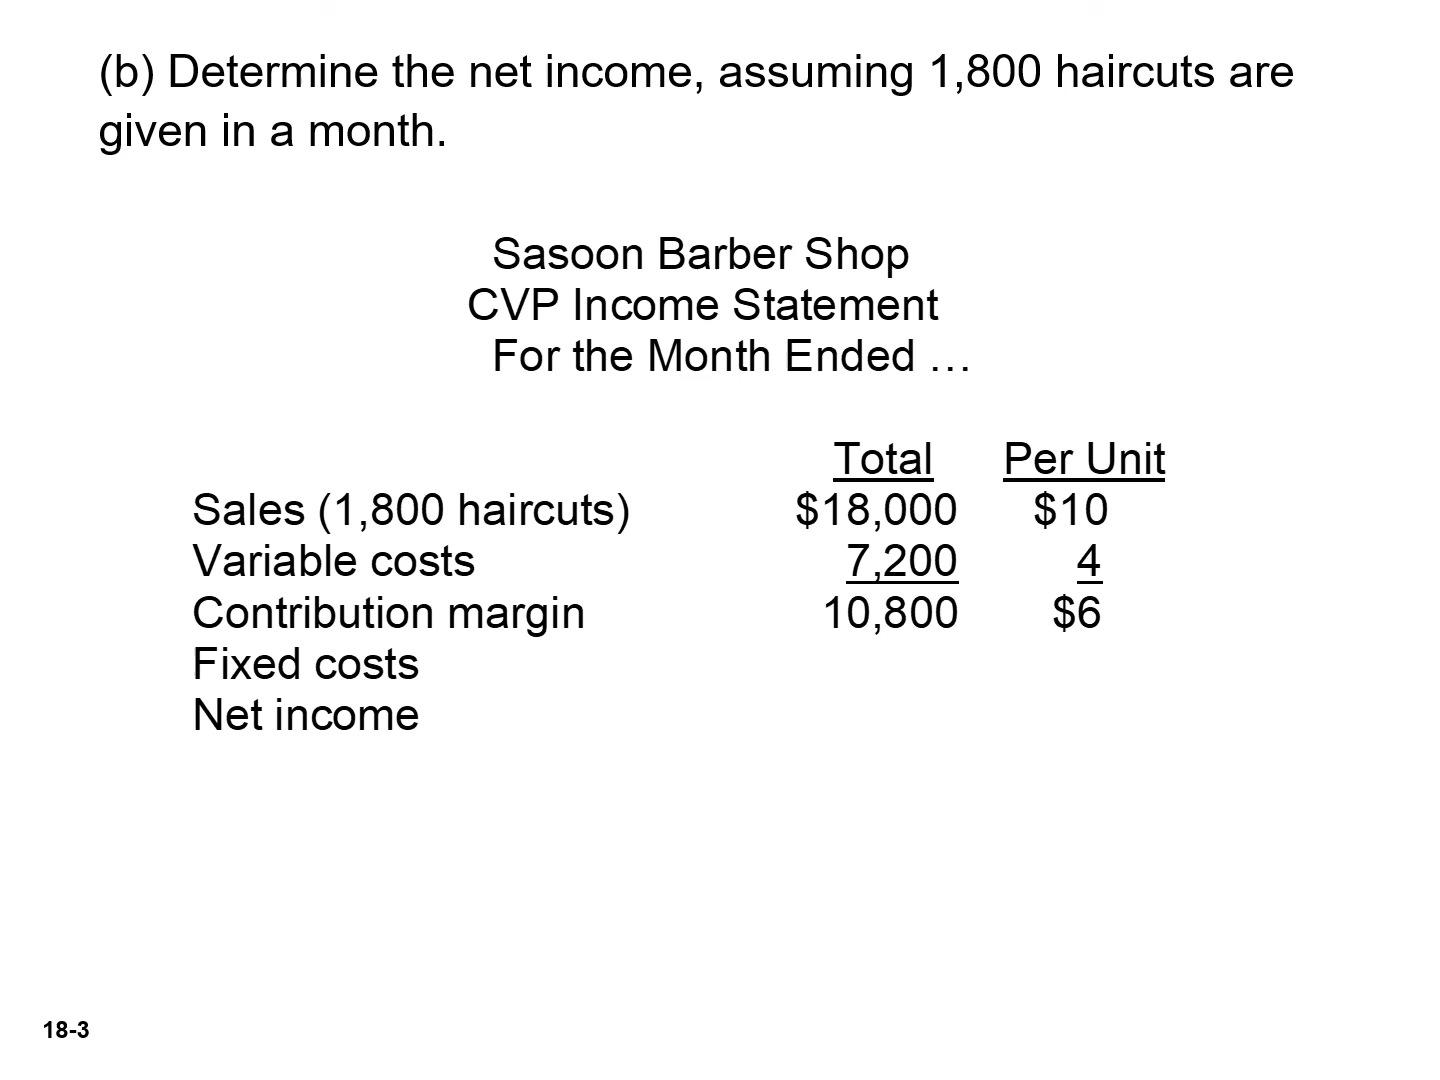 (b) Determine the net income, assuming 1,800 haircuts are
given in a month.
Sasoon Barber Shop
CVP Income Statement
For the Month Ended …
Total Per Unit
Sales (1,800 haircuts) $18,000 $10
Variable costs 7,200 4
Contribution margin 10,800 $6
Fixed costs
Net income
18-3